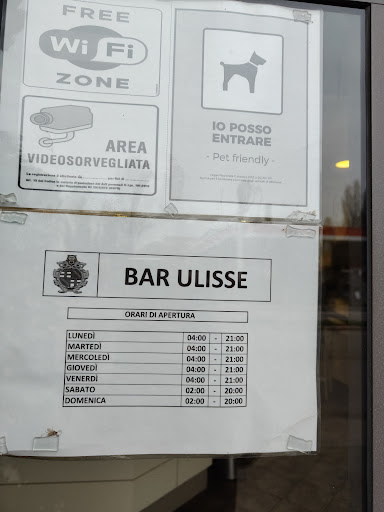 FREE
Wi Fi
ZONE
AREA
VIDEOSORVEGLIATA
IO POSSO
ENTRARE
- Pet friendly -
BAR ULISSE
ORARI DI APERTURA
LUNEDÌ 04:00 - 21:00
MARTEDÌ 04:00 - 21:00
MERCOLEDÌ 04:00 - 21:00
GIOVEDÌ 04:00 - 21:00
VENERDÌ 04:00 - 21:00
SABATO 02:00 - 20:00
DOMENICA 02:00 - 20:00